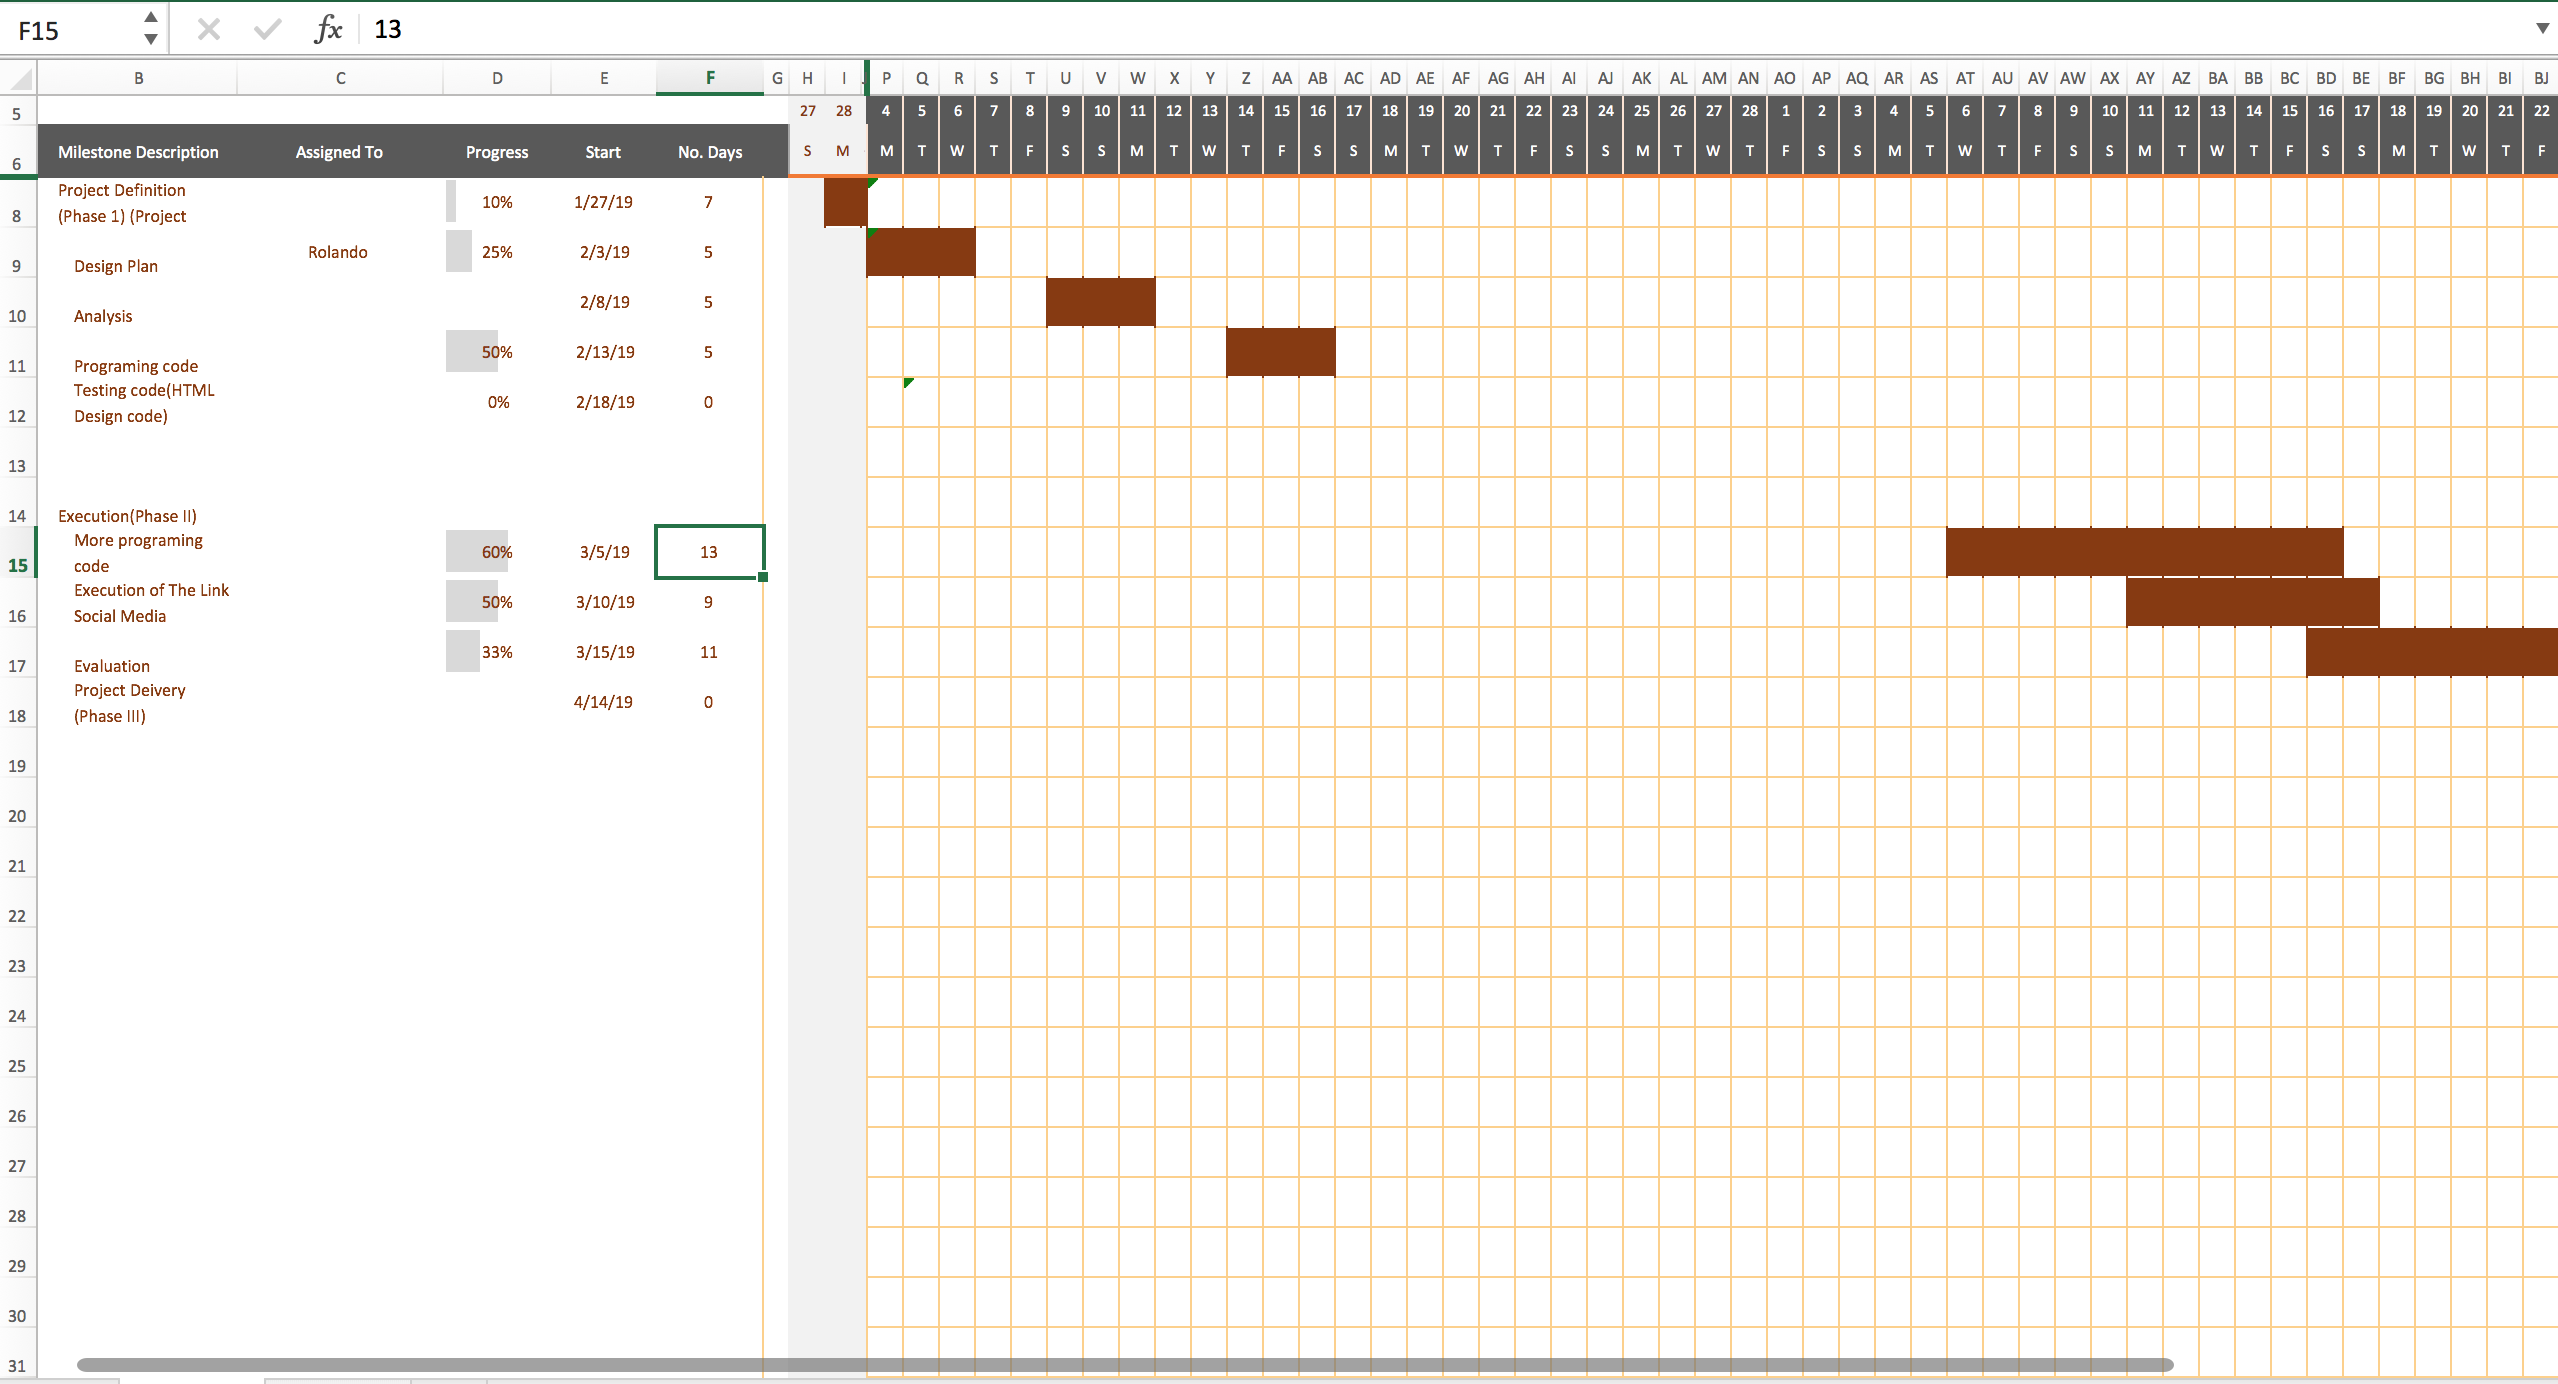 F15 fx 13
B C D E F G H I P Q R S T U V W X Y Z AA AB AC AD AE AF AG AH AI AJ AK AL AM AN AO AP AQ AR AS AT AU AV AW AX AY AZ BA BB BC BD BE BF BG BH BI BJ
5 27 28 4 5 6 7 8 9 10 11 12 13 14 15 16 17 18 19 20 21 22 23 24 25 26 27 28 1 2 3 4 5 6 7 8 9 10 11 12 13 14 15 16 17 18 19 20 21 22
6 Milestone Description Assigned To Progress Start No. Days S M M T W T F S S M T W T F S S M T W T F S S M T W T F S S M T W T F S S M T W T F S S M T W T F
Project Definition
8 (Phase 1) (Project 10% 1/27/19 7
9 Design Plan Rolando 25% 2/3/19 5
10 Analysis 2/8/19 5
11 Programing code 50% 2/13/19 5
Testing code(HTML
12 Design code) 0% 2/18/19 0
13
14 Execution(Phase II)
More programing
15 code 60% 3/5/19 13
Execution of The Link
16 Social Media 50% 3/10/19 9
17 Evaluation 33% 3/15/19 11
Project Deivery
18 (Phase III) 4/14/19 0
19
20
21
22
23
24
25
26
27
28
29
30
31